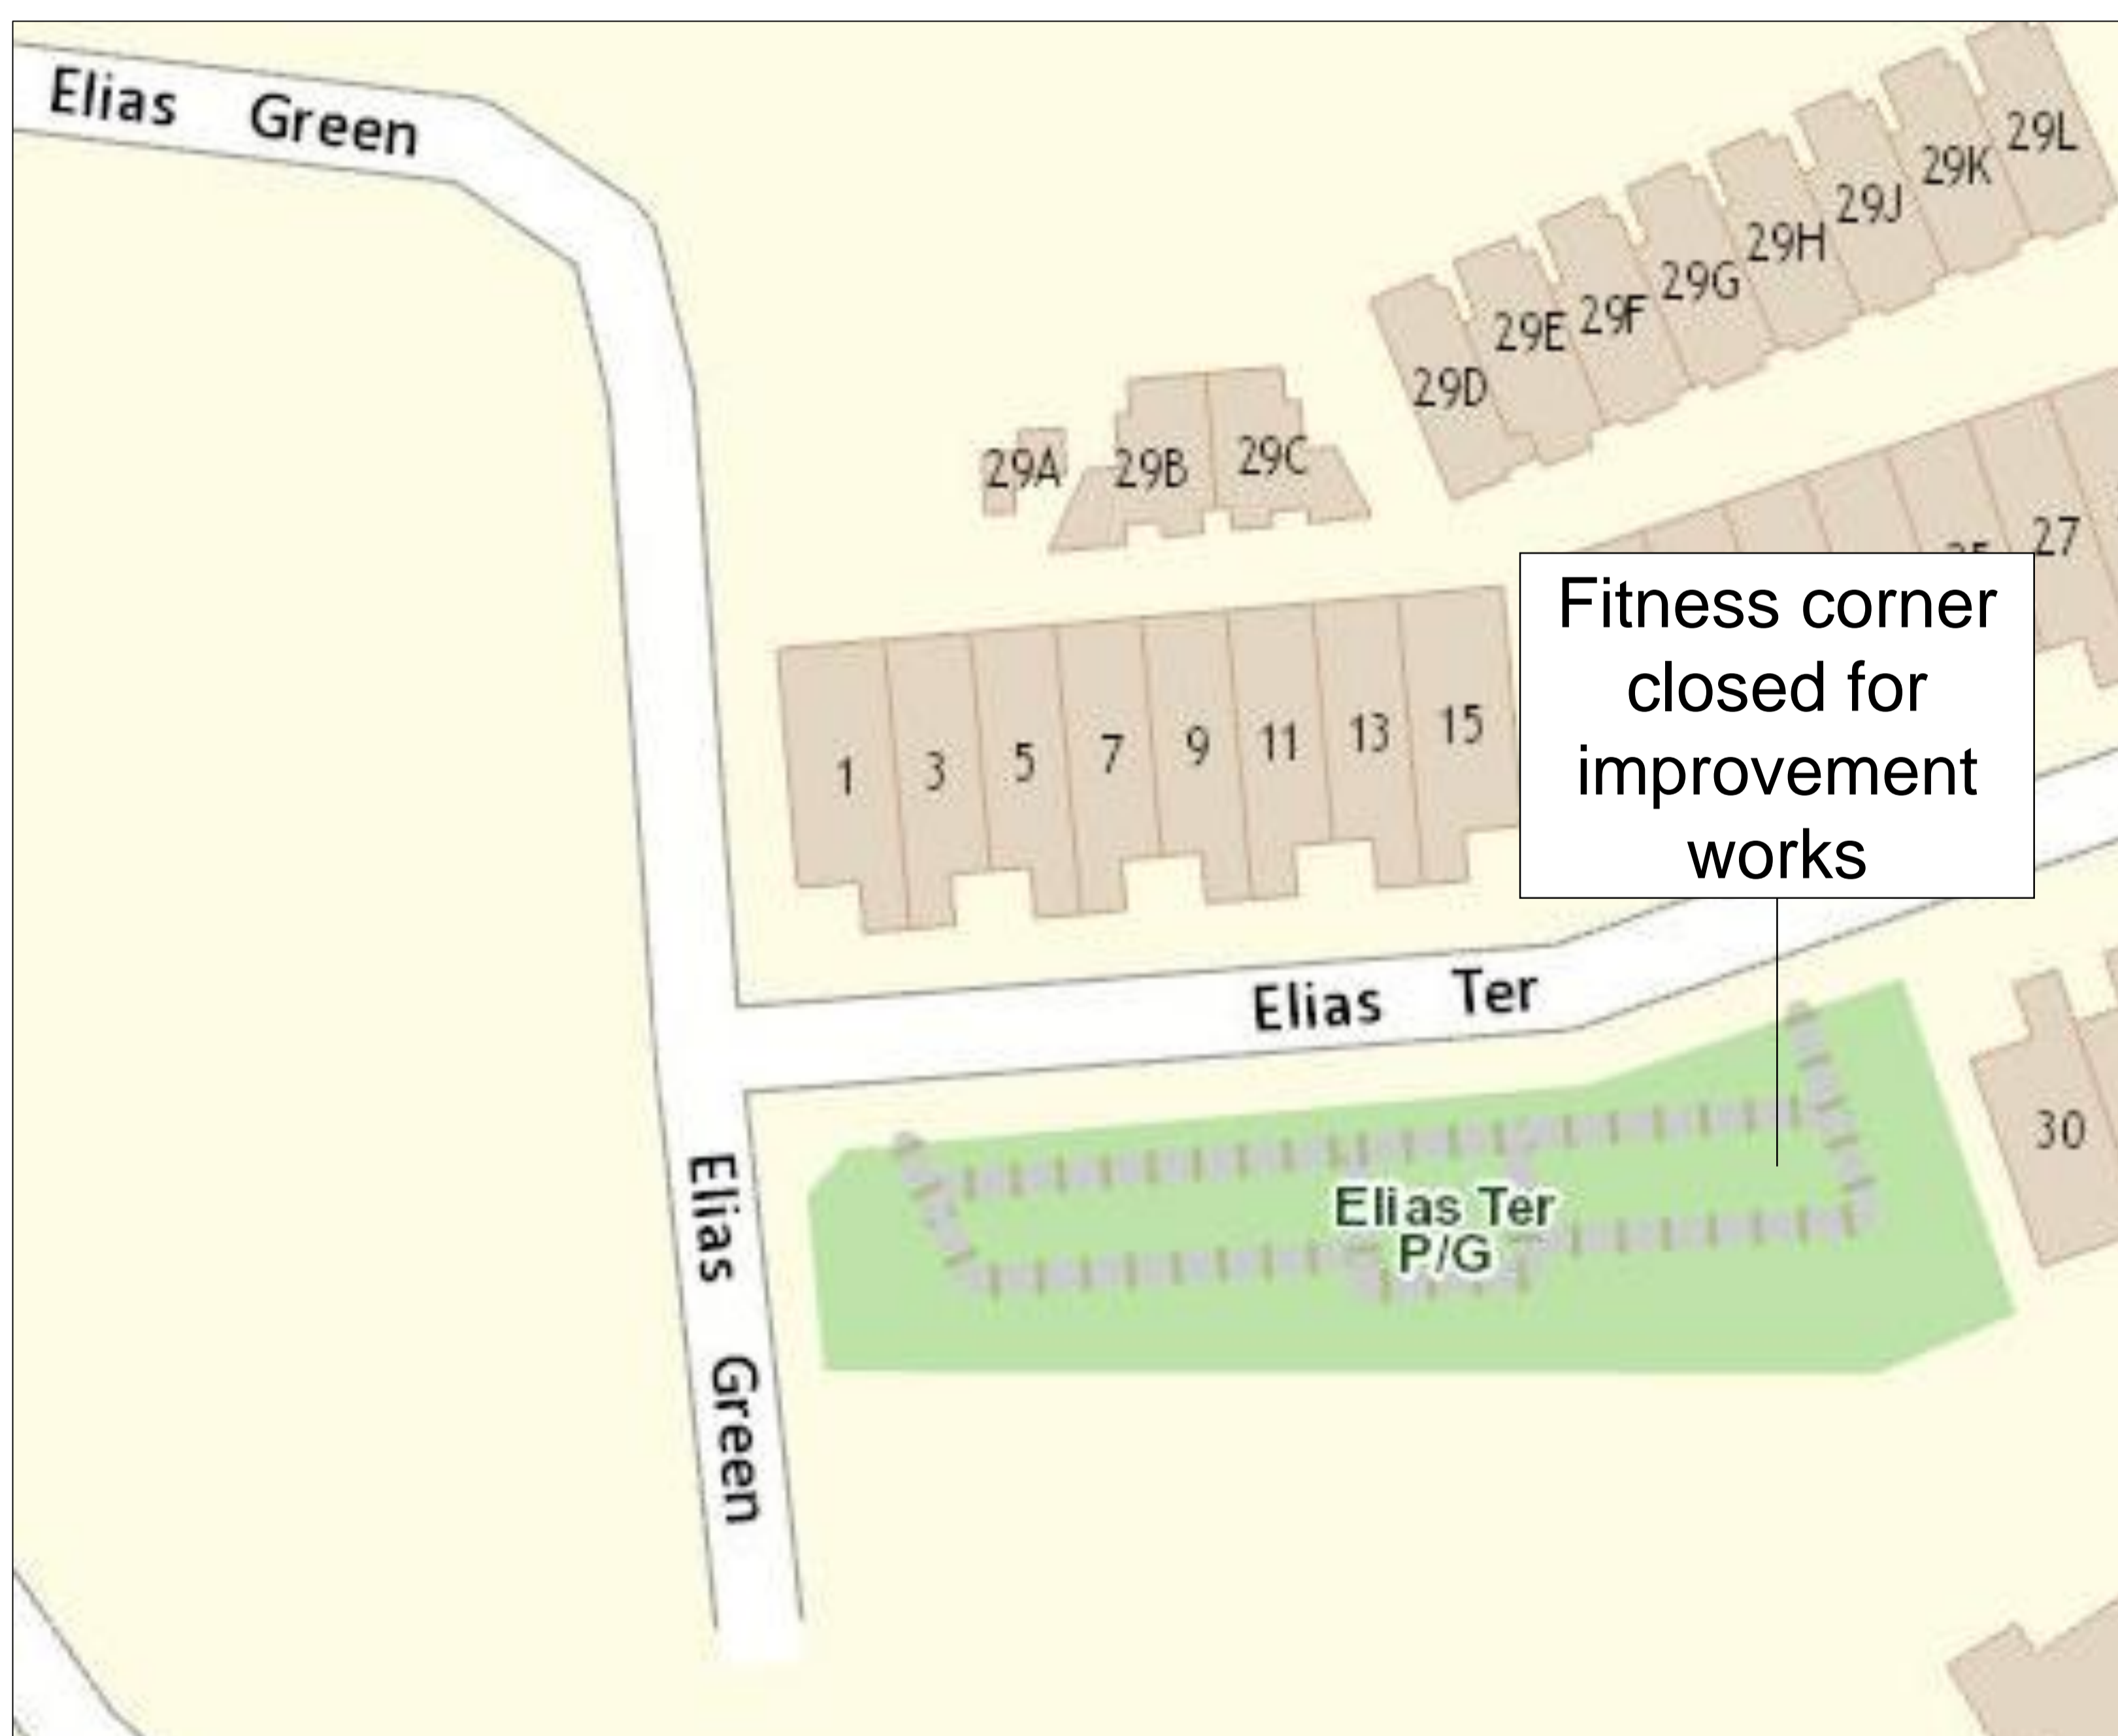 Elias Green
29L
29K
29J
29H
29G
29F
29E
29D
29A
29B
29C
27
Fitness corner
closed for
improvement
works
1
3
5
7
9
11
13
15
Elias Ter
30
Elias Green
Elias Ter
P/G